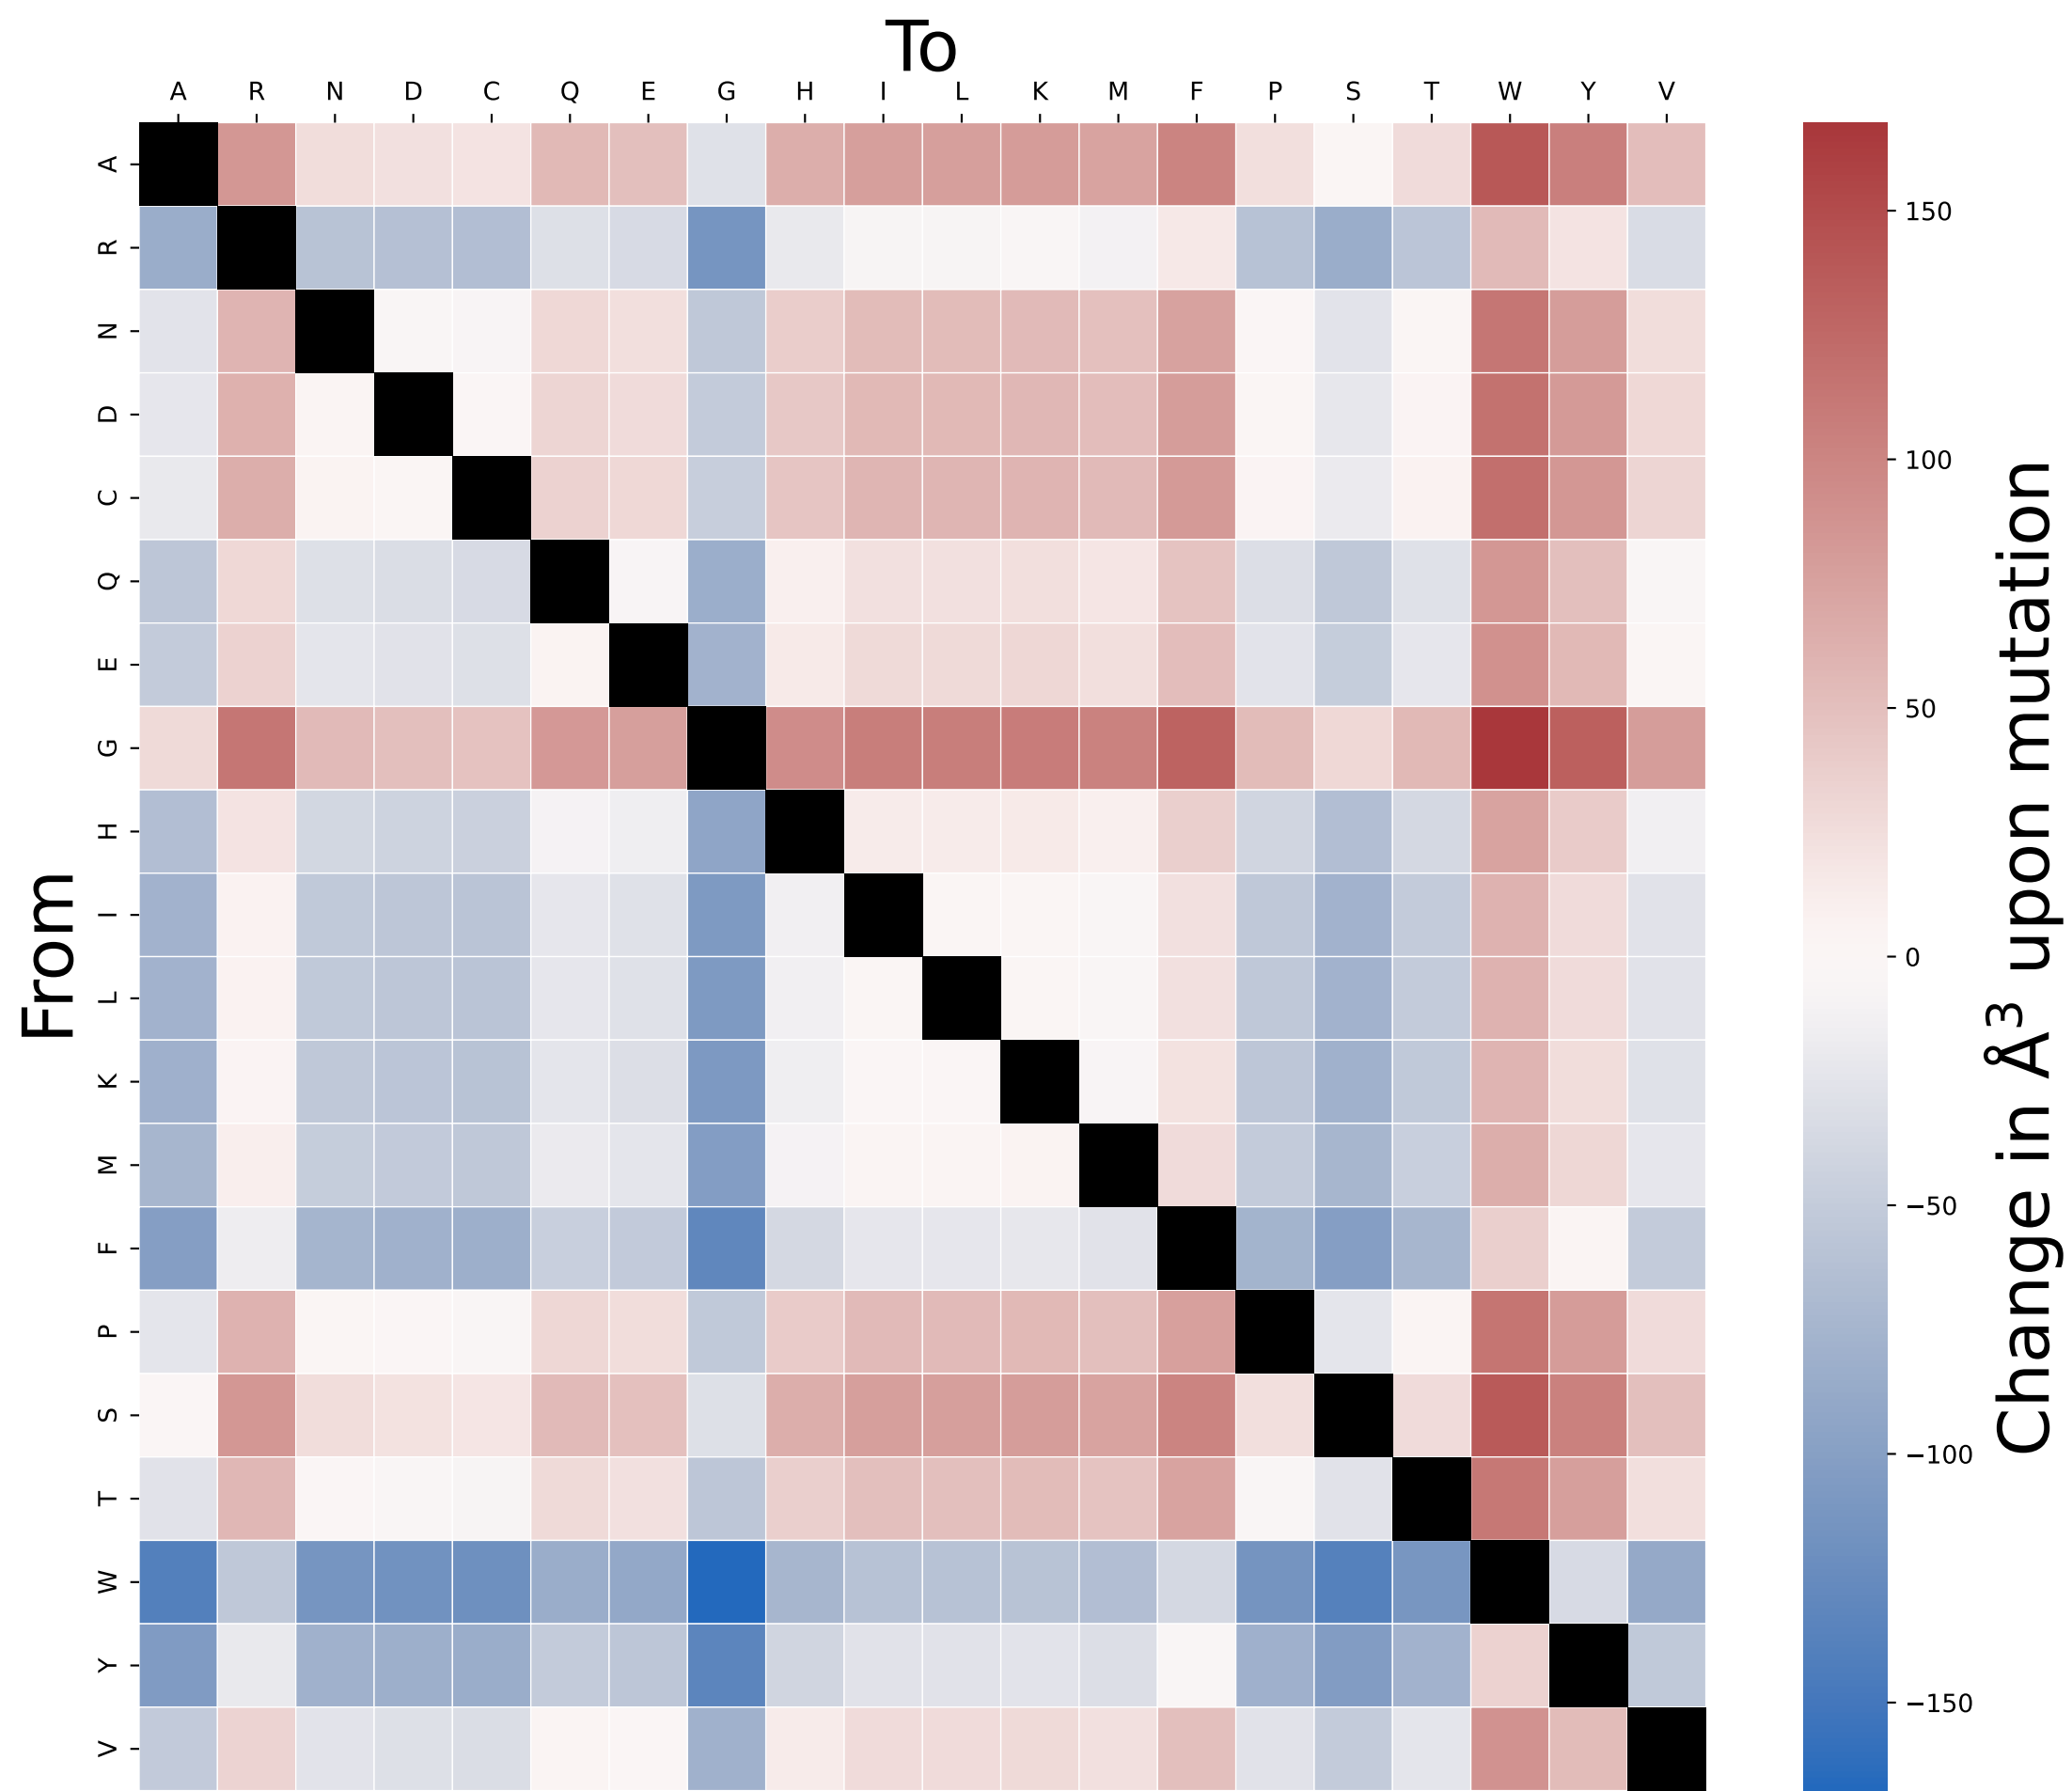 To
A R N D C Q E G H I L K M F P S T W Y V
From
A
R
N
D
C
Q
E
G
H
I
L
K
M
F
P
S
T
W
Y
V
150
100
50
0
−50
−100
−150
Change in Å³ upon mutation